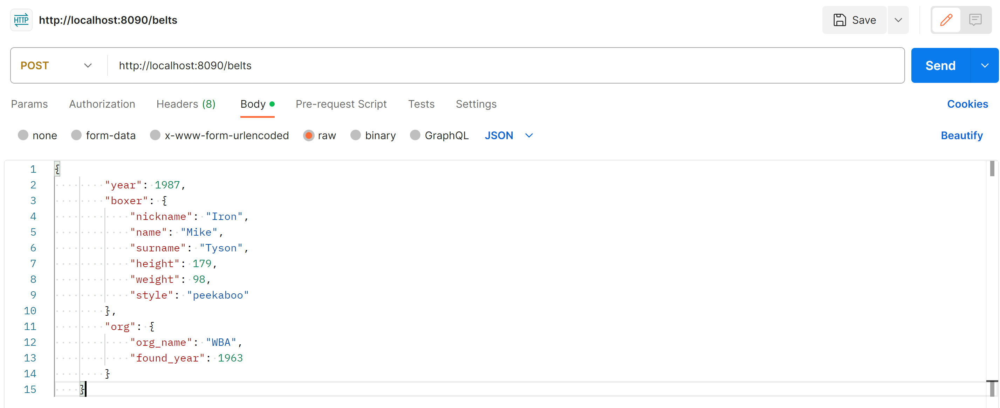 HTTP http://localhost:8090/belts Save
POST http://localhost:8090/belts Send
Params Authorization Headers (8) Body Pre-request Script Tests Settings Cookies
none form-data x-www-form-urlencoded raw binary GraphQL JSON Beautify
1 {
2 "year": 1987,
3 "boxer": {
4 "nickname": "Iron",
5 "name": "Mike",
6 "surname": "Tyson",
7 "height": 179,
8 "weight": 98,
9 "style": "peekaboo"
10 },
11 "org": {
12 "org_name": "WBA",
13 "found_year": 1963
14 }
15 }